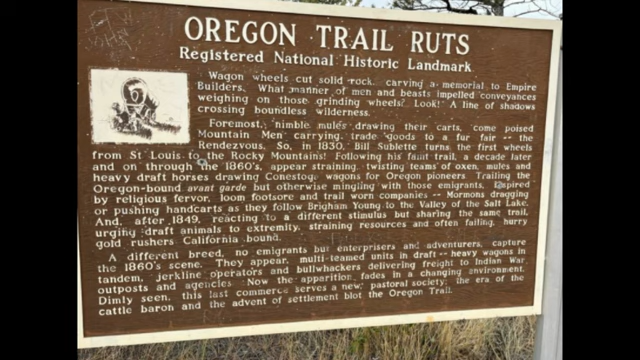 OREGON TRAIL RUTS
Registered National Historic Landmark
Wagon wheels cut solid rock, carving a memorial to Empire
Builders. What manner of men and beasts impelled conveyances
weighing on those grinding wheels? Look! A line of shadows
crossing boundless wilderness.
Foremost, nimble mules drawing their carts, come poised
Mountain Men carrying trade goods to a fur fair -- the
Rendezvous. So, in 1830, Bill Sublette turns the first wheels
from St. Louis to the Rocky Mountains! Following his faint trail, a decade later
and on through the 1860's, appear straining, twisting teams of oxen, mules and
heavy draft horses drawing Conestoga wagons for Oregon pioneers. Trailing the
Oregon-bound avant garde but otherwise mingling with those emigrants, inspired
by religious fervor, loom footsore and trail worn companies -- Mormons dragging
or pushing handcarts as they follow Brigham Young to the Valley of the Salt Lake.
And, after 1849, reacting to a different stimulus but sharing the same trail,
urging draft animals to extremity, straining resources and often failing, hurry
gold rushers California bound.
A different breed, no emigrants but enterprisers and adventurers, capture
the 1860's scene. They appear, multi-teamed units in draft -- heavy wagons in
tandem, jerkline operators and bullwhackers delivering freight to Indian War
outposts and agencies. Now the apparition fades in a changing environment.
Dimly seen, this last commerce serves a new, pastoral society; the era of the
cattle baron and the advent of settlement blot the Oregon Trail.